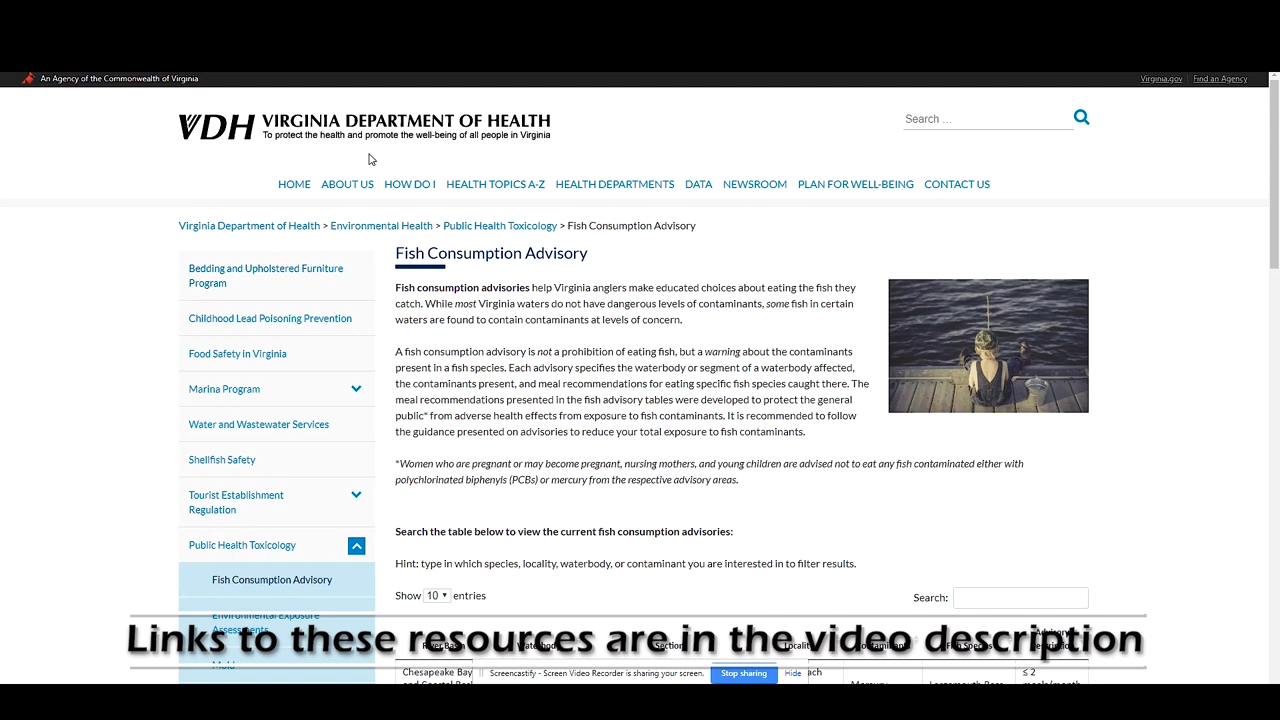 An Agency of the Commonwealth of Virginia
Virginia.gov | Find an Agency
VDH VIRGINIA DEPARTMENT OF HEALTH
To protect the health and promote the well-being of all people in Virginia
Search ...
HOME ABOUT US HOW DO I HEALTH TOPICS A-Z HEALTH DEPARTMENTS DATA NEWSROOM PLAN FOR WELL-BEING CONTACT US
Virginia Department of Health > Environmental Health > Public Health Toxicology > Fish Consumption Advisory
Bedding and Upholstered Furniture
Program
Childhood Lead Poisoning Prevention
Food Safety in Virginia
Marina Program
Water and Wastewater Services
Shellfish Safety
Tourist Establishment
Regulation
Public Health Toxicology
Fish Consumption Advisory
Environmental Exposure
Assessments
Mold
Fish Consumption Advisory
Fish consumption advisories help Virginia anglers make educated choices about eating the fish they
catch. While most Virginia waters do not have dangerous levels of contaminants, some fish in certain
waters are found to contain contaminants at levels of concern.
A fish consumption advisory is not a prohibition of eating fish, but a warning about the contaminants
present in a fish species. Each advisory specifies the waterbody or segment of a waterbody affected,
the contaminants present, and meal recommendations for eating specific fish species caught there. The
meal recommendations presented in the fish advisory tables were developed to protect the general
public* from adverse health effects from exposure to fish contaminants. It is recommended to follow
the guidance presented on advisories to reduce your total exposure to fish contaminants.
*Women who are pregnant or may become pregnant, nursing mothers, and young children are advised not to eat any fish contaminated either with
polychlorinated biphenyls (PCBs) or mercury from the respective advisory areas.
Search the table below to view the current fish consumption advisories:
Hint: type in which species, locality, waterbody, or contaminant you are interested in to filter results.
Show 10 entries
Search:
Links to these resources are in the video description
Chesapeake Bay
Screencastify - Screen Video Recorder is sharing your screen.
Stop sharing
Hide
Mercury
Largemouth Bass
≤ 2
meals/month